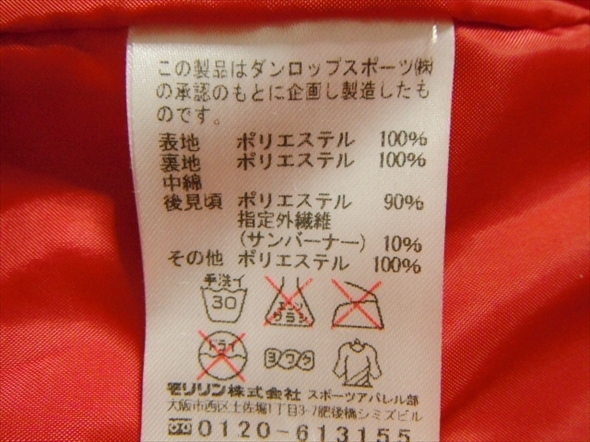 この製品はダンロップスポーツ㈱
の承認のもとに企画し製造したも
のです。
表地 ポリエステル 100%
裏地 ポリエステル 100%
中綿
後見頃 ポリエステル 90%
指定外繊維
(サンバーナー) 10%
その他 ポリエステル 100%
手洗イ
30
エンソ
サラシ
ドライ
ヨワク
モリリン株式会社 スポーツアパレル部
大阪市西区土佐堀1丁目3-7肥後橋シミズビル
0120-613155